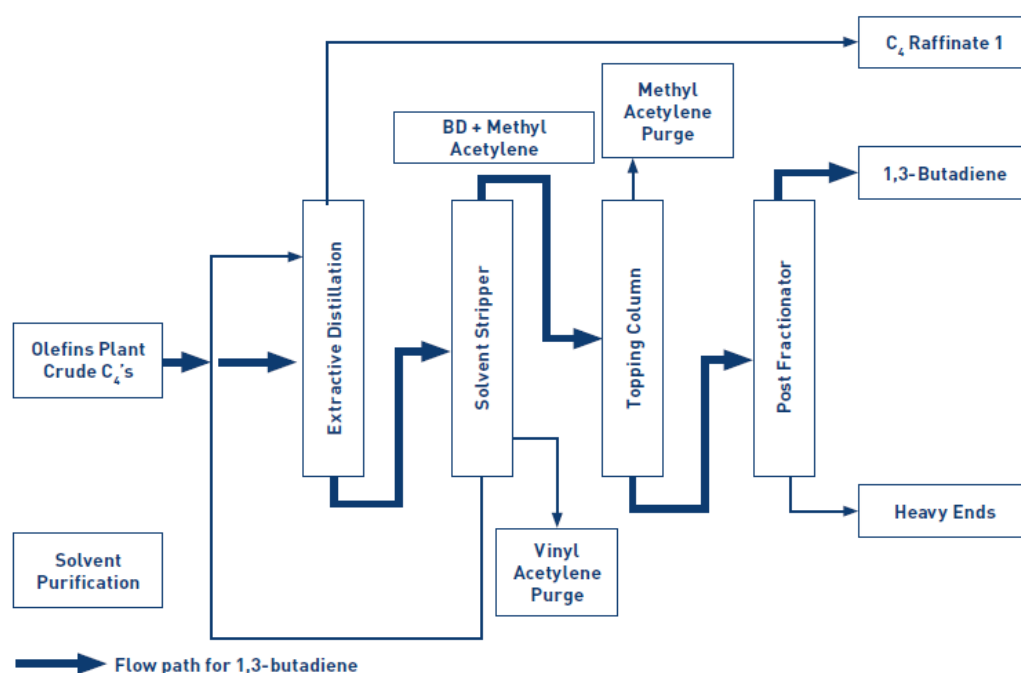 C₄ Raffinate 1
Methyl
Acetylene
Purge
BD + Methyl
Acetylene
1,3-Butadiene
Extractive Distillation
Solvent Stripper
Topping Column
Post Fractionator
Olefins Plant
Crude C₄'s
Heavy Ends
Solvent
Purification
Vinyl
Acetylene
Purge
Flow path for 1,3-butadiene